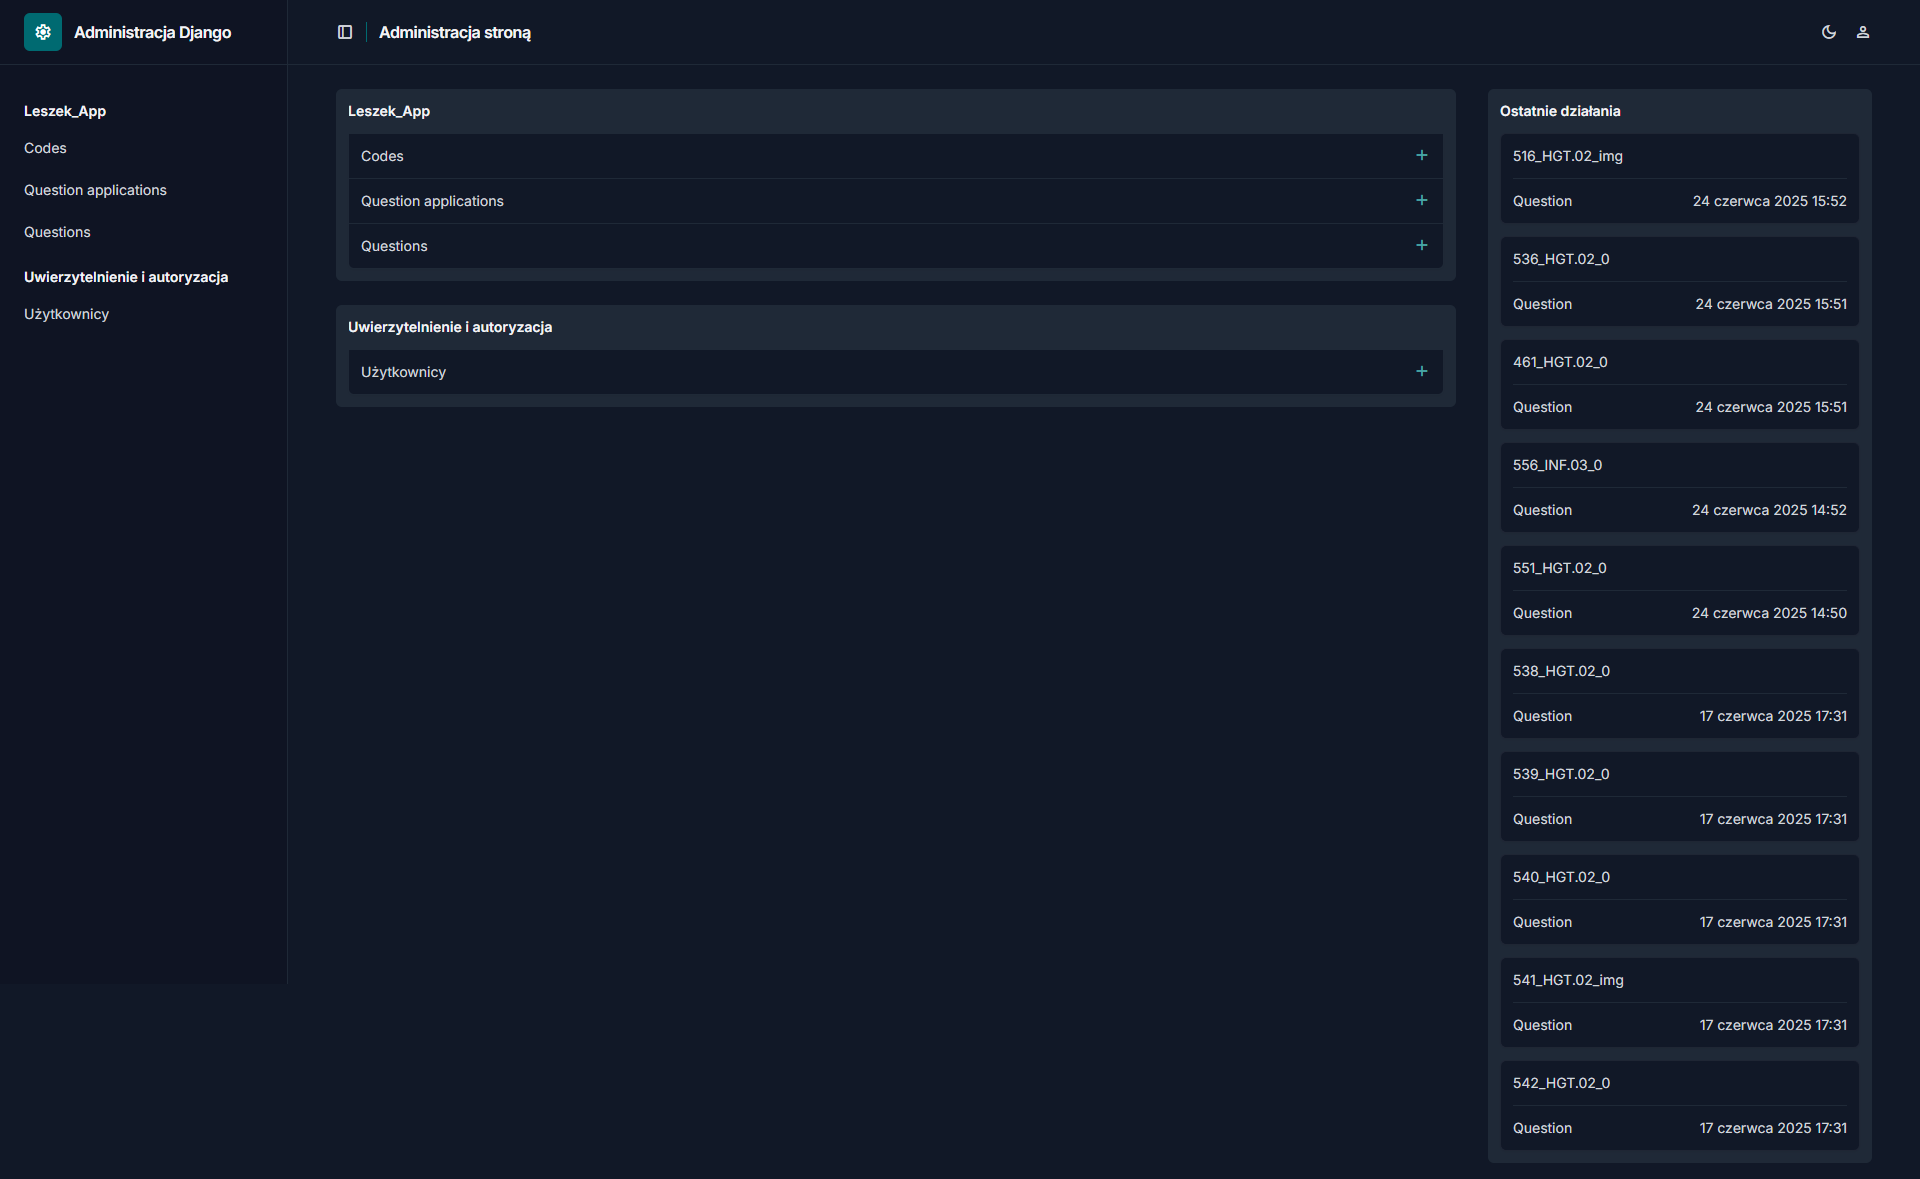 Administracja Django
Administracja stroną
Leszek_App
Codes
Question applications
Questions
Uwierzytelnienie i autoryzacja
Użytkownicy
Leszek_App
Codes
Question applications
Questions
Uwierzytelnienie i autoryzacja
Użytkownicy
Ostatnie działania
516_HGT.02_img
Question 24 czerwca 2025 15:52
536_HGT.02_0
Question 24 czerwca 2025 15:51
461_HGT.02_0
Question 24 czerwca 2025 15:51
556_INF.03_0
Question 24 czerwca 2025 14:52
551_HGT.02_0
Question 24 czerwca 2025 14:50
538_HGT.02_0
Question 17 czerwca 2025 17:31
539_HGT.02_0
Question 17 czerwca 2025 17:31
540_HGT.02_0
Question 17 czerwca 2025 17:31
541_HGT.02_img
Question 17 czerwca 2025 17:31
542_HGT.02_0
Question 17 czerwca 2025 17:31